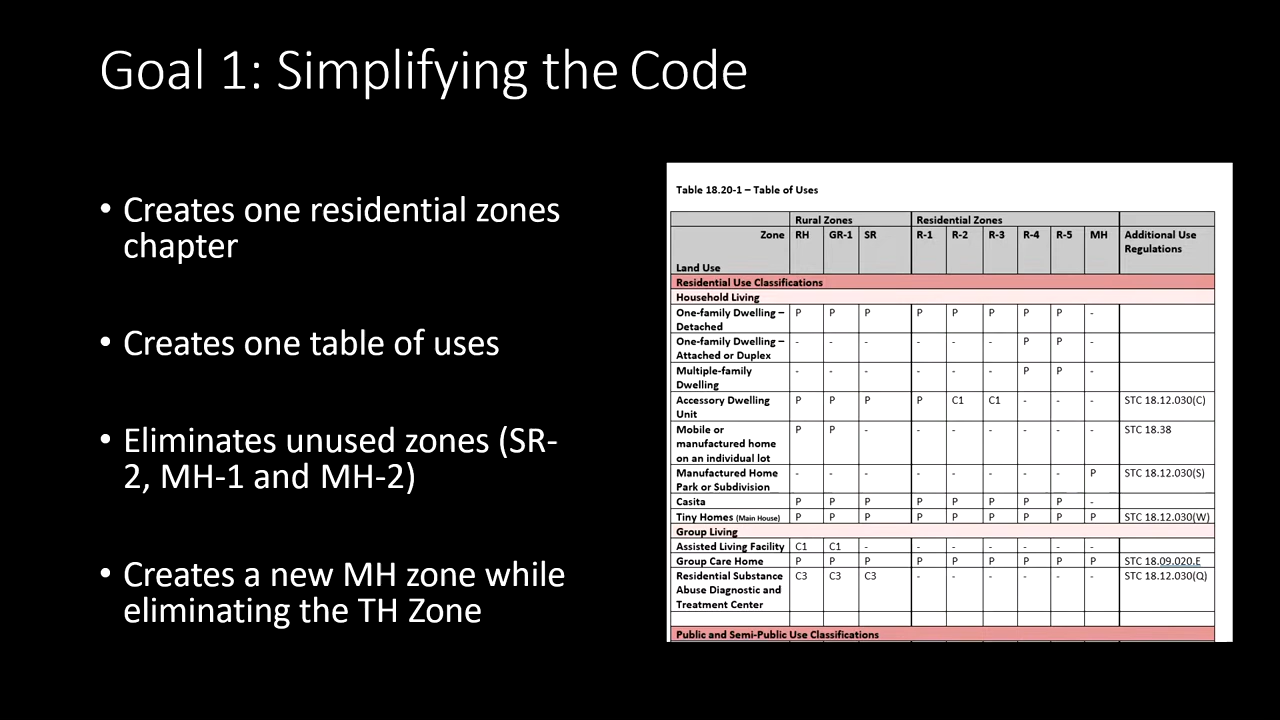 Goal 1: Simplifying the Code
• Creates one residential zones
chapter
• Creates one table of uses
• Eliminates unused zones (SR-
2, MH-1 and MH-2)
• Creates a new MH zone while
eliminating the TH Zone
Table 18.20-1 – Table of Uses
Rural Zones Residential Zones
Zone RH GR-1 SR R-1 R-2 R-3 R-4 R-5 MH Additional Use
Regulations
Land Use
Residential Use Classifications
Household Living
One-family Dwelling – P P P P P P P P -
Detached
One-family Dwelling – - - - - - - P P -
Attached or Duplex
Multiple-family - - - - - - P P -
Dwelling
Accessory Dwelling P P P P C1 C1 - - - STC 18.12.030(C)
Unit
Mobile or P P - - - - - - - STC 18.38
manufactured home
on an individual lot
Manufactured Home - - - - - - - - P STC 18.12.030(S)
Park or Subdivision
Casita P P P P P P P P -
Tiny Homes (Main House) P P P P P P P P P STC 18.12.030(W)
Group Living
Assisted Living Facility C1 C1 - - - - - - -
Group Care Home P P P P P P P P P STC 18.09.020.E
Residential Substance C3 C3 C3 - - - - - - STC 18.12.030(Q)
Abuse Diagnostic and
Treatment Center
Public and Semi-Public Use Classifications